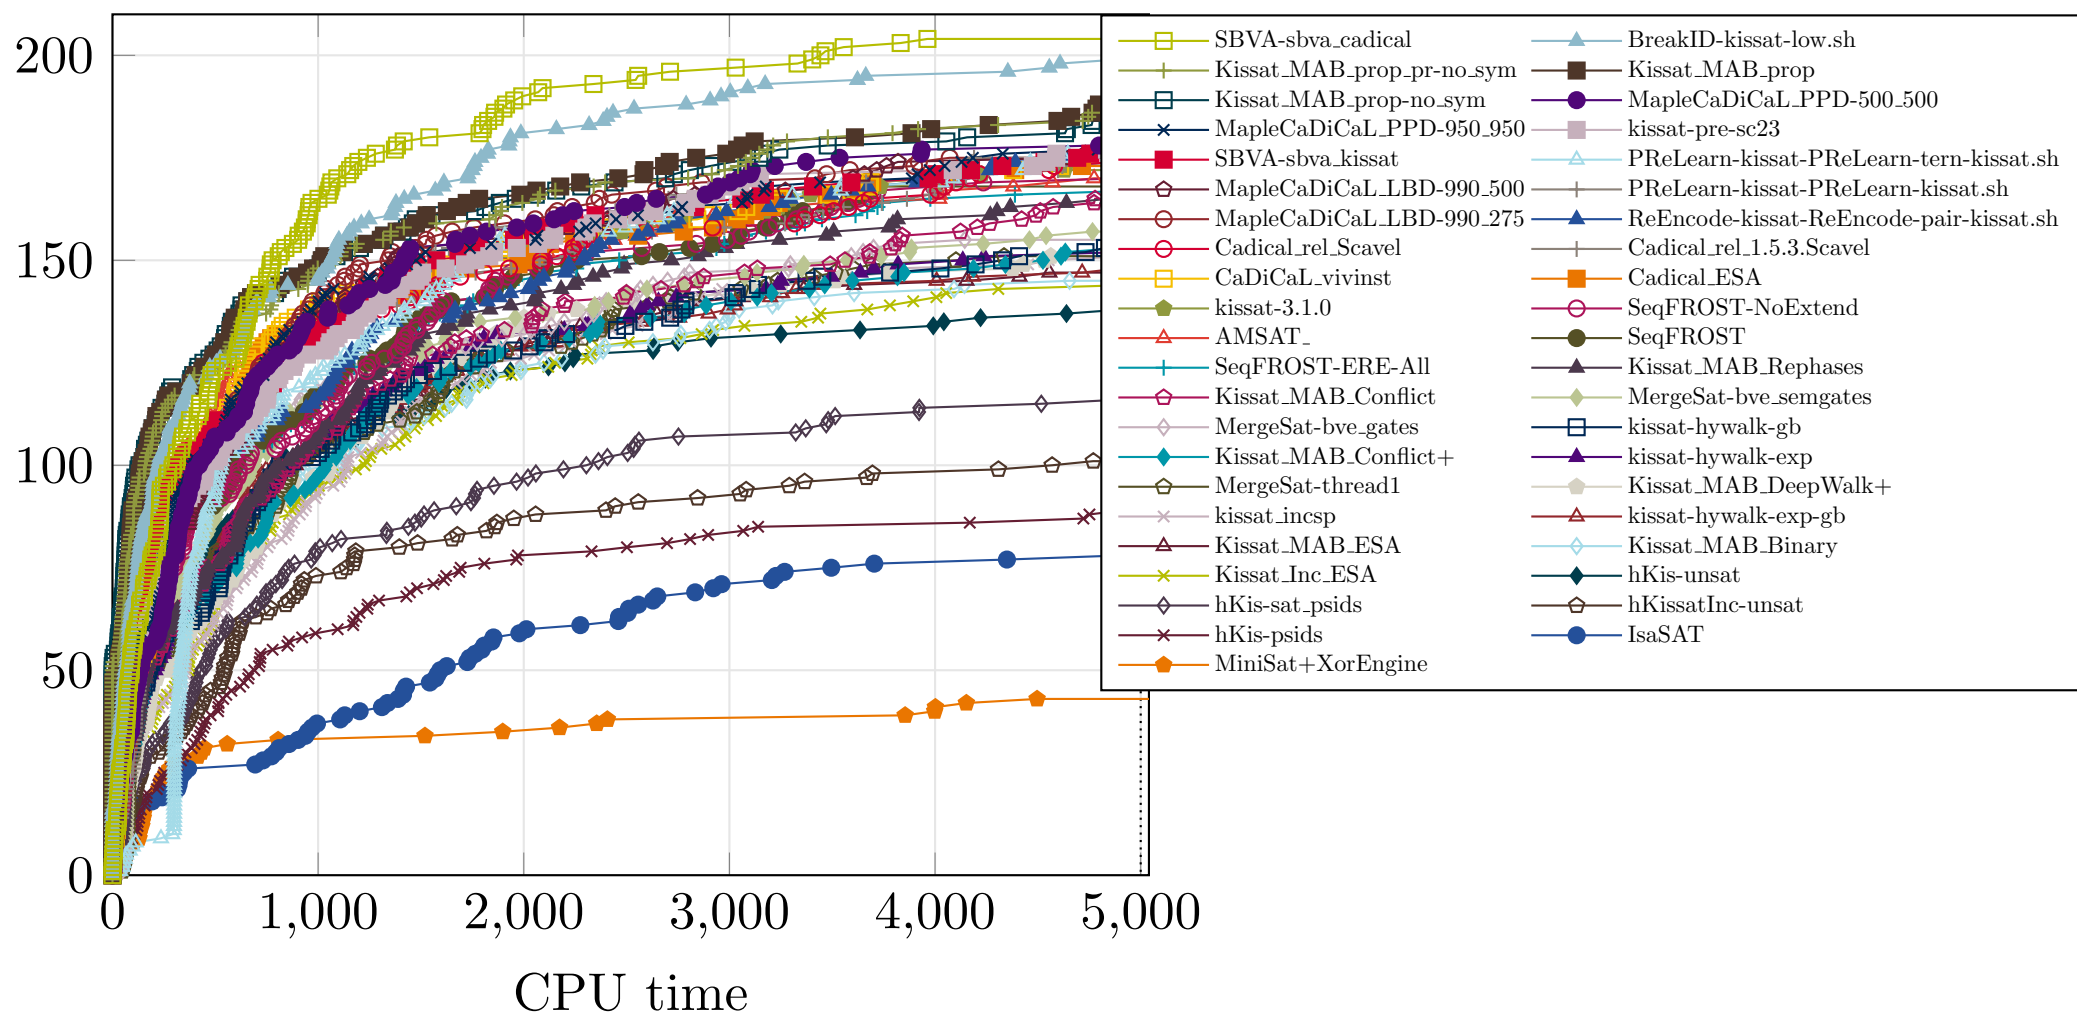 200
150
100
50
0
0 1,000 2,000 3,000 4,000 5,000
CPU time
SBVA-sbva_cadical BreakID-kissat-low.sh
Kissat_MAB_prop_pr-no_sym Kissat_MAB_prop
Kissat_MAB_prop-no_sym MapleCaDiCaL_PPD-500_500
MapleCaDiCaL_PPD-950_950 kissat-pre-sc23
SBVA-sbva_kissat PReLearn-kissat-PReLearn-tern-kissat.sh
MapleCaDiCaL_LBD-990_500 PReLearn-kissat-PReLearn-kissat.sh
MapleCaDiCaL_LBD-990_275 ReEncode-kissat-ReEncode-pair-kissat.sh
Cadical_rel_Scavel Cadical_rel_1.5.3.Scavel
CaDiCaL_vivinst Cadical_ESA
kissat-3.1.0 SeqFROST-NoExtend
AMSAT_ SeqFROST
SeqFROST-ERE-All Kissat_MAB_Rephases
Kissat_MAB_Conflict MergeSat-bve_semgates
MergeSat-bve_gates kissat-hywalk-gb
Kissat_MAB_Conflict+ kissat-hywalk-exp
MergeSat-thread1 Kissat_MAB_DeepWalk+
kissat_incsp kissat-hywalk-exp-gb
Kissat_MAB_ESA Kissat_MAB_Binary
Kissat_Inc_ESA hKis-unsat
hKis-sat_psids hKissatInc-unsat
hKis-psids IsaSAT
MiniSat+XorEngine